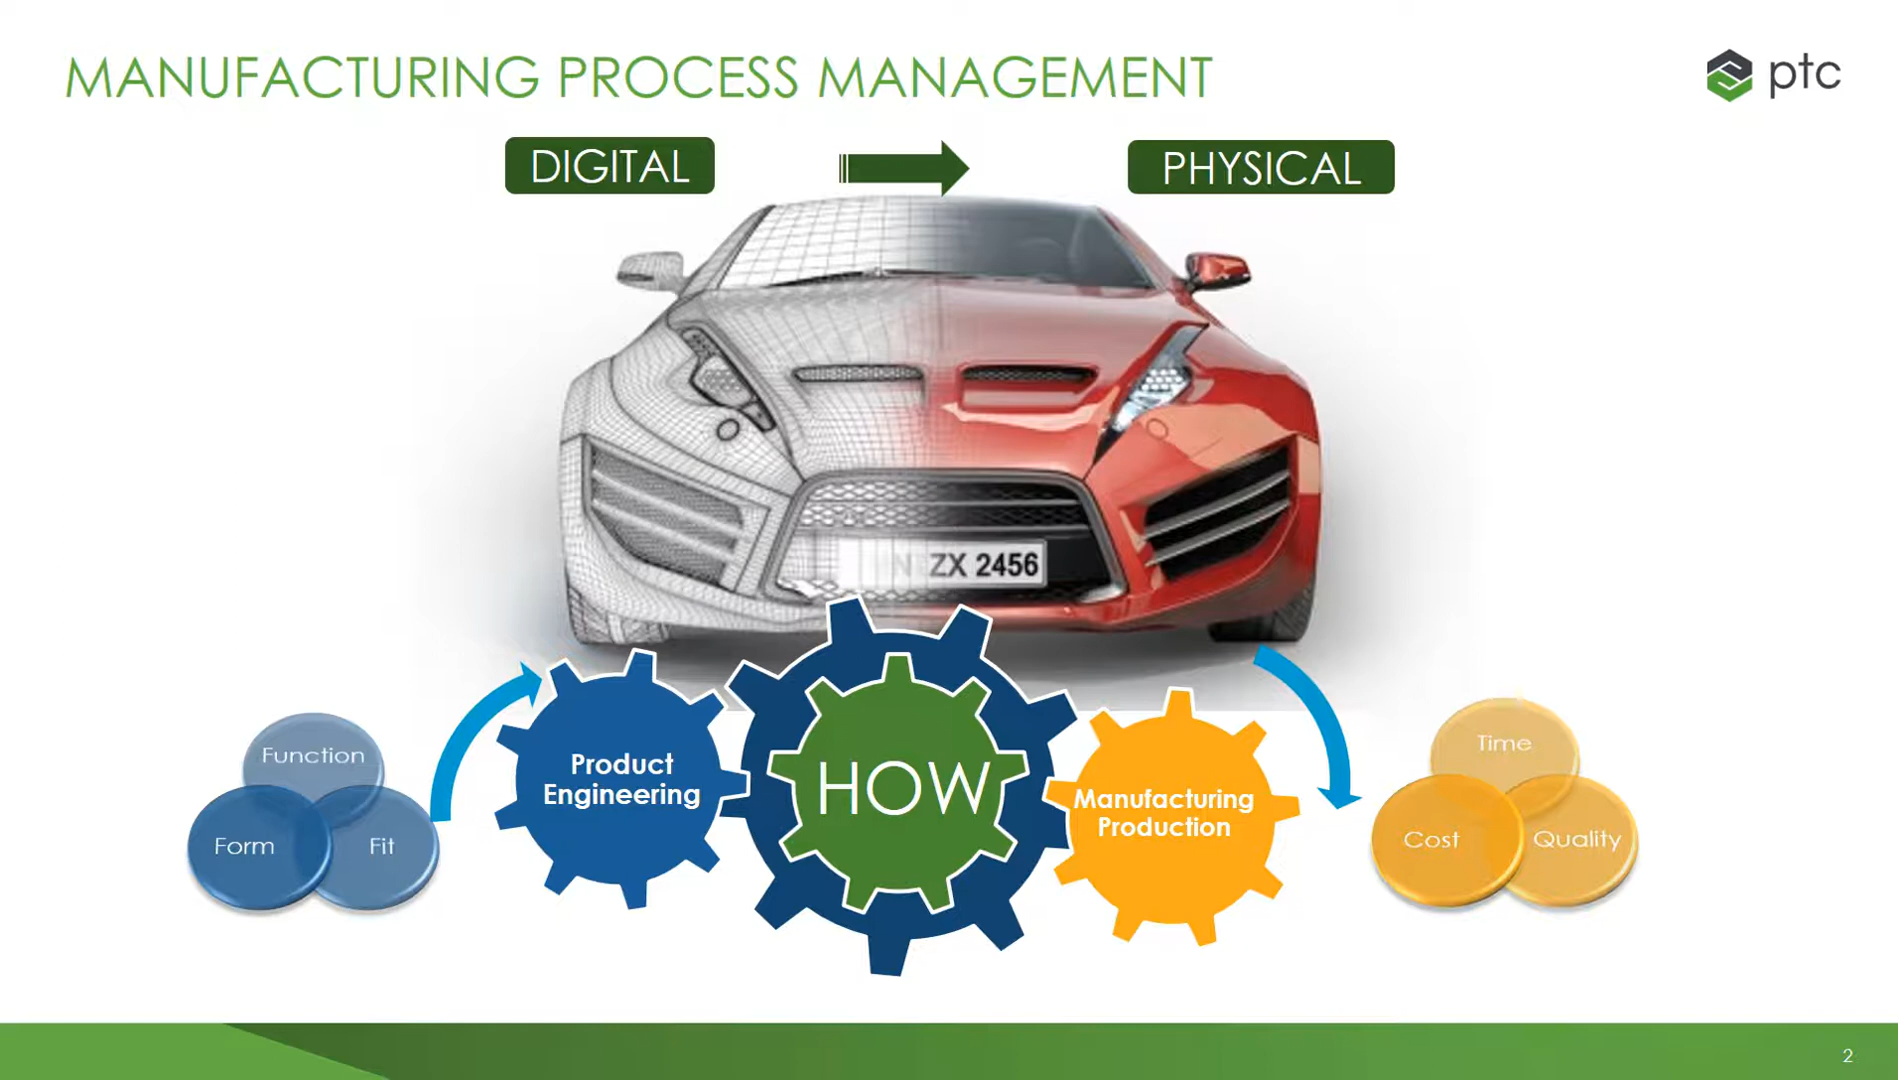 MANUFACTURING PROCESS MANAGEMENT
ptc
DIGITAL
PHYSICAL
ZX 2456
Function
Form
Fit
Product
Engineering
HOW
Manufacturing
Production
Time
Cost
Quality
2